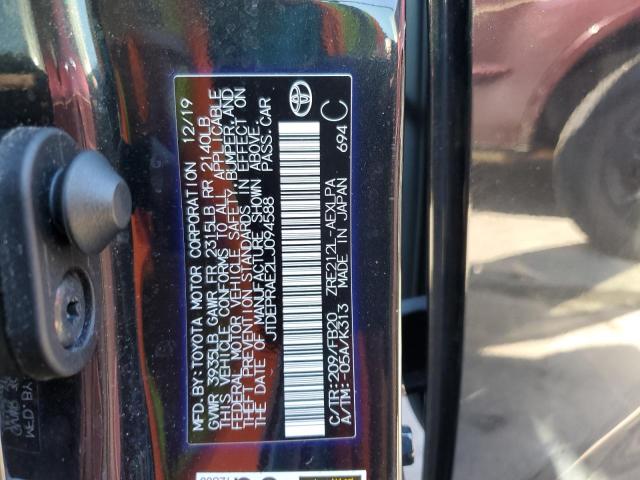 MFD.BY:TOYOTA MOTOR CORPORATION 12/19
GVWR 3935LB GAWR FR 2315LB RR 2140LB
THIS VEHICLE CONFORMS TO ALL APPLICABLE
FEDERAL MOTOR VEHICLE SAFETY, BUMPER, AND
THEFT PREVENTION STANDARDS IN EFFECT ON
THE DATE OF MANUFACTURE SHOWN ABOVE.
JTDEPRAE2LJ094588 PASS.CAR
C/TR:209/FB20 ZRE212L-AEXLPA
A/TM:-05A/K313 MADE IN JAPAN 694 C